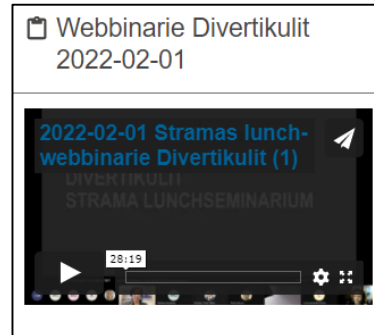 Webbinarie Divertikulit
2022-02-01
2022-02-01 Stramas lunch-
webbinarie Divertikulit (1)
DIVERTIKULIT
STRAMA LUNCHSEMINARIUM
28:19